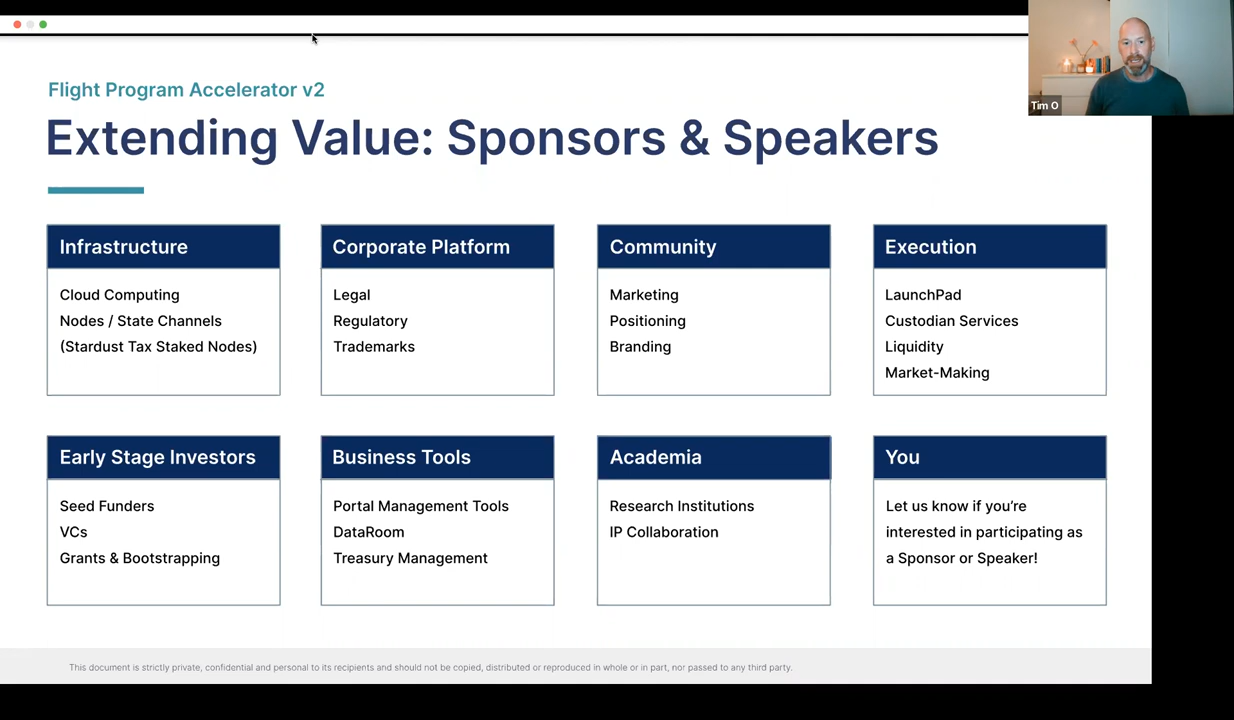 Flight Program Accelerator v2
Extending Value: Sponsors & Speakers
Tim O
Infrastructure
Cloud Computing
Nodes / State Channels
(Stardust Tax Staked Nodes)
Corporate Platform
Legal
Regulatory
Trademarks
Community
Marketing
Positioning
Branding
Execution
LaunchPad
Custodian Services
Liquidity
Market-Making
Early Stage Investors
Seed Funders
VCs
Grants & Bootstrapping
Business Tools
Portal Management Tools
DataRoom
Treasury Management
Academia
Research Institutions
IP Collaboration
You
Let us know if you’re
interested in participating as
a Sponsor or Speaker!
This document is strictly private, confidential and personal to its recipients and should not be copied, distributed or reproduced in whole or in part, nor passed to any third party.